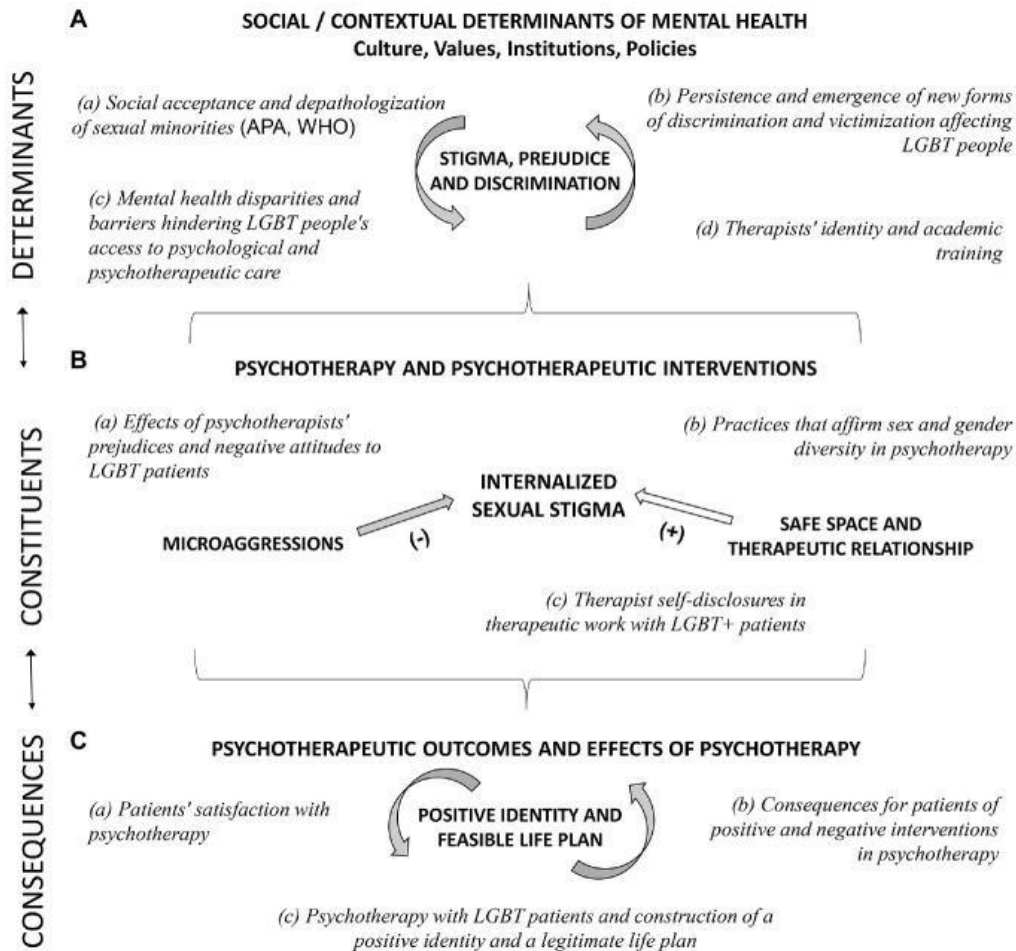 A
SOCIAL / CONTEXTUAL DETERMINANTS OF MENTAL HEALTH
Culture, Values, Institutions, Policies
DETERMINANTS
(a) Social acceptance and depathologization
of sexual minorities (APA, WHO)
(b) Persistence and emergence of new forms
of discrimination and victimization affecting
LGBT people
STIGMA, PREJUDICE
AND DISCRIMINATION
(c) Mental health disparities and
barriers hindering LGBT people's
access to psychological and
psychotherapeutic care
(d) Therapists' identity and academic
training
B
PSYCHOTHERAPY AND PSYCHOTHERAPEUTIC INTERVENTIONS
CONSTITUENTS
(a) Effects of psychotherapists'
prejudices and negative attitudes to
LGBT patients
(b) Practices that affirm sex and gender
diversity in psychotherapy
INTERNALIZED
SEXUAL STIGMA
MICROAGGRESSIONS
(-)
(+)
SAFE SPACE AND
THERAPEUTIC RELATIONSHIP
(c) Therapist self-disclosures in
therapeutic work with LGBT+ patients
C
PSYCHOTHERAPEUTIC OUTCOMES AND EFFECTS OF PSYCHOTHERAPY
CONSEQUENCES
(a) Patients' satisfaction with
psychotherapy
POSITIVE IDENTITY AND
FEASIBLE LIFE PLAN
(b) Consequences for patients of
positive and negative interventions
in psychotherapy
(c) Psychotherapy with LGBT patients and construction of a
positive identity and a legitimate life plan